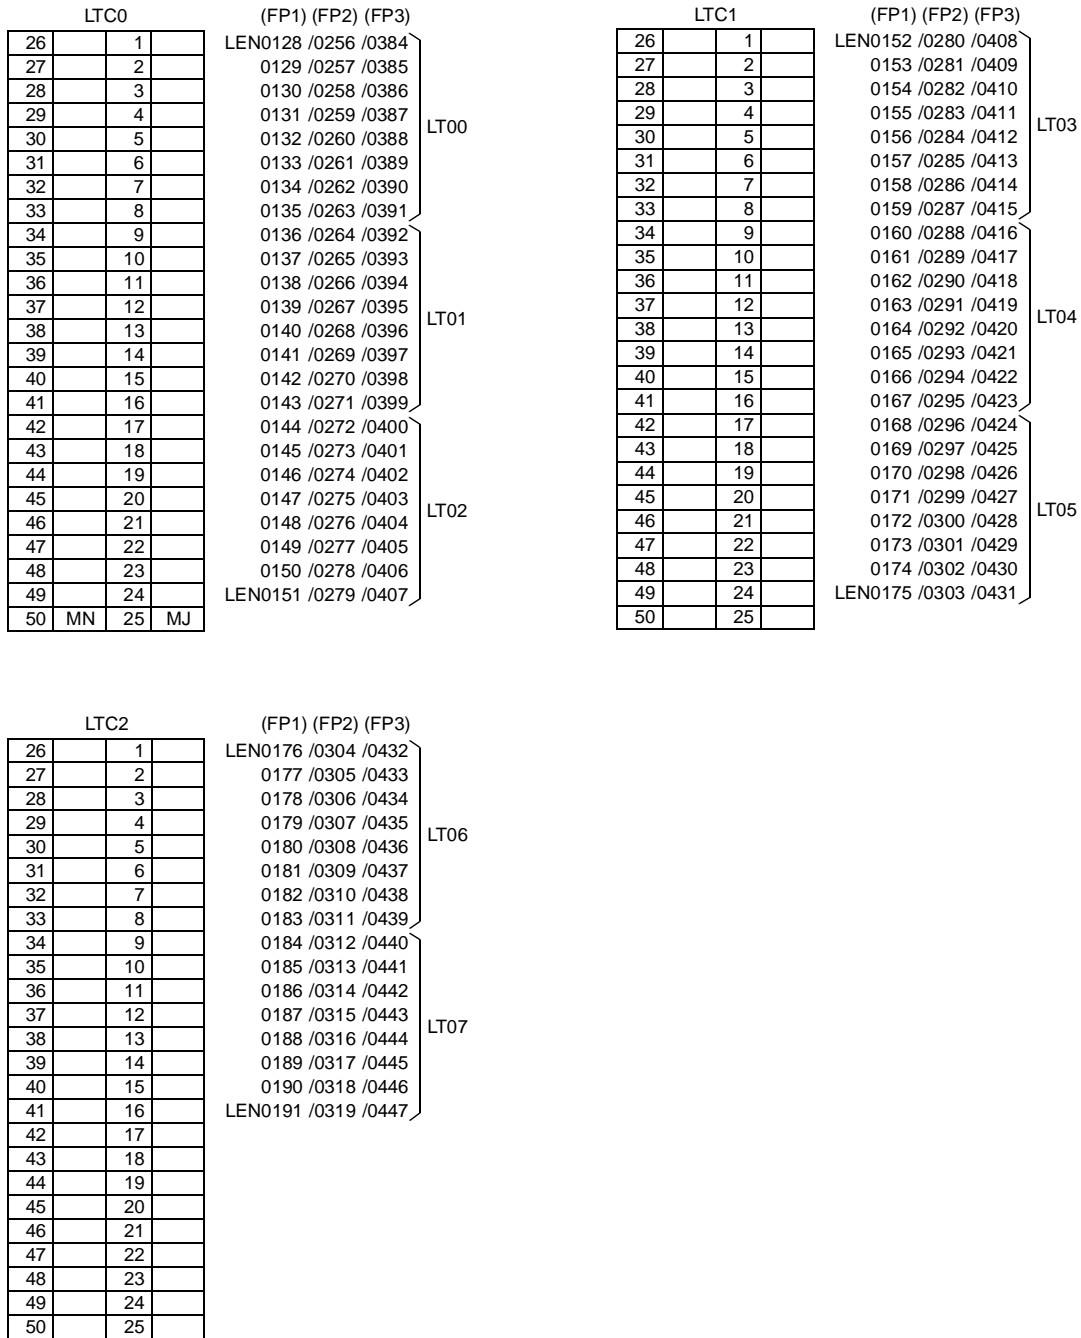 LTC0 (FP1) (FP2) (FP3)
26 1 LEN0128 /0256 /0384
27 2 0129 /0257 /0385
28 3 0130 /0258 /0386
29 4 0131 /0259 /0387
LT00
30 5 0132 /0260 /0388
31 6 0133 /0261 /0389
32 7 0134 /0262 /0390
33 8 0135 /0263 /0391
34 9 0136 /0264 /0392
35 10 0137 /0265 /0393
36 11 0138 /0266 /0394
37 12 0139 /0267 /0395
LT01
38 13 0140 /0268 /0396
39 14 0141 /0269 /0397
40 15 0142 /0270 /0398
41 16 0143 /0271 /0399
42 17 0144 /0272 /0400
43 18 0145 /0273 /0401
44 19 0146 /0274 /0402
45 20 0147 /0275 /0403
LT02
46 21 0148 /0276 /0404
47 22 0149 /0277 /0405
48 23 0150 /0278 /0406
49 24 LEN0151 /0279 /0407
50 MN 25 MJ
LTC1 (FP1) (FP2) (FP3)
26 1 LEN0152 /0280 /0408
27 2 0153 /0281 /0409
28 3 0154 /0282 /0410
29 4 0155 /0283 /0411
LT03
30 5 0156 /0284 /0412
31 6 0157 /0285 /0413
32 7 0158 /0286 /0414
33 8 0159 /0287 /0415
34 9 0160 /0288 /0416
35 10 0161 /0289 /0417
36 11 0162 /0290 /0418
37 12 0163 /0291 /0419
LT04
38 13 0164 /0292 /0420
39 14 0165 /0293 /0421
40 15 0166 /0294 /0422
41 16 0167 /0295 /0423
42 17 0168 /0296 /0424
43 18 0169 /0297 /0425
44 19 0170 /0298 /0426
45 20 0171 /0299 /0427
LT05
46 21 0172 /0300 /0428
47 22 0173 /0301 /0429
48 23 0174 /0302 /0430
49 24 LEN0175 /0303 /0431
50 25
LTC2 (FP1) (FP2) (FP3)
26 1 LEN0176 /0304 /0432
27 2 0177 /0305 /0433
28 3 0178 /0306 /0434
29 4 0179 /0307 /0435
LT06
30 5 0180 /0308 /0436
31 6 0181 /0309 /0437
32 7 0182 /0310 /0438
33 8 0183 /0311 /0439
34 9 0184 /0312 /0440
35 10 0185 /0313 /0441
36 11 0186 /0314 /0442
37 12 0187 /0315 /0443
LT07
38 13 0188 /0316 /0444
39 14 0189 /0317 /0445
40 15 0190 /0318 /0446
41 16 LEN0191 /0319 /0447
42 17
43 18
44 19
45 20
46 21
47 22
48 23
49 24
50 25